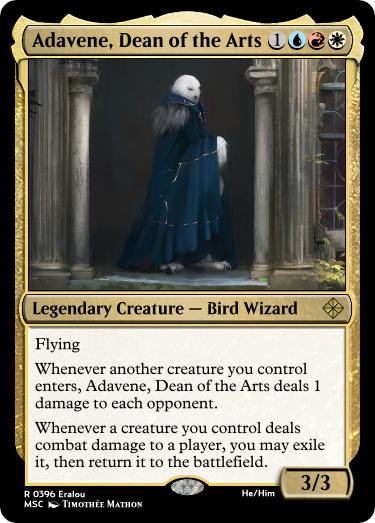 Adavene, Dean of the Arts 1
Legendary Creature — Bird Wizard
Flying
Whenever another creature you control
enters, Adavene, Dean of the Arts deals 1
damage to each opponent.
Whenever a creature you control deals
combat damage to a player, you may exile
it, then return it to the battlefield.
3/3
R 0396 Eralou
He/Him
MSC Timothée Mathon